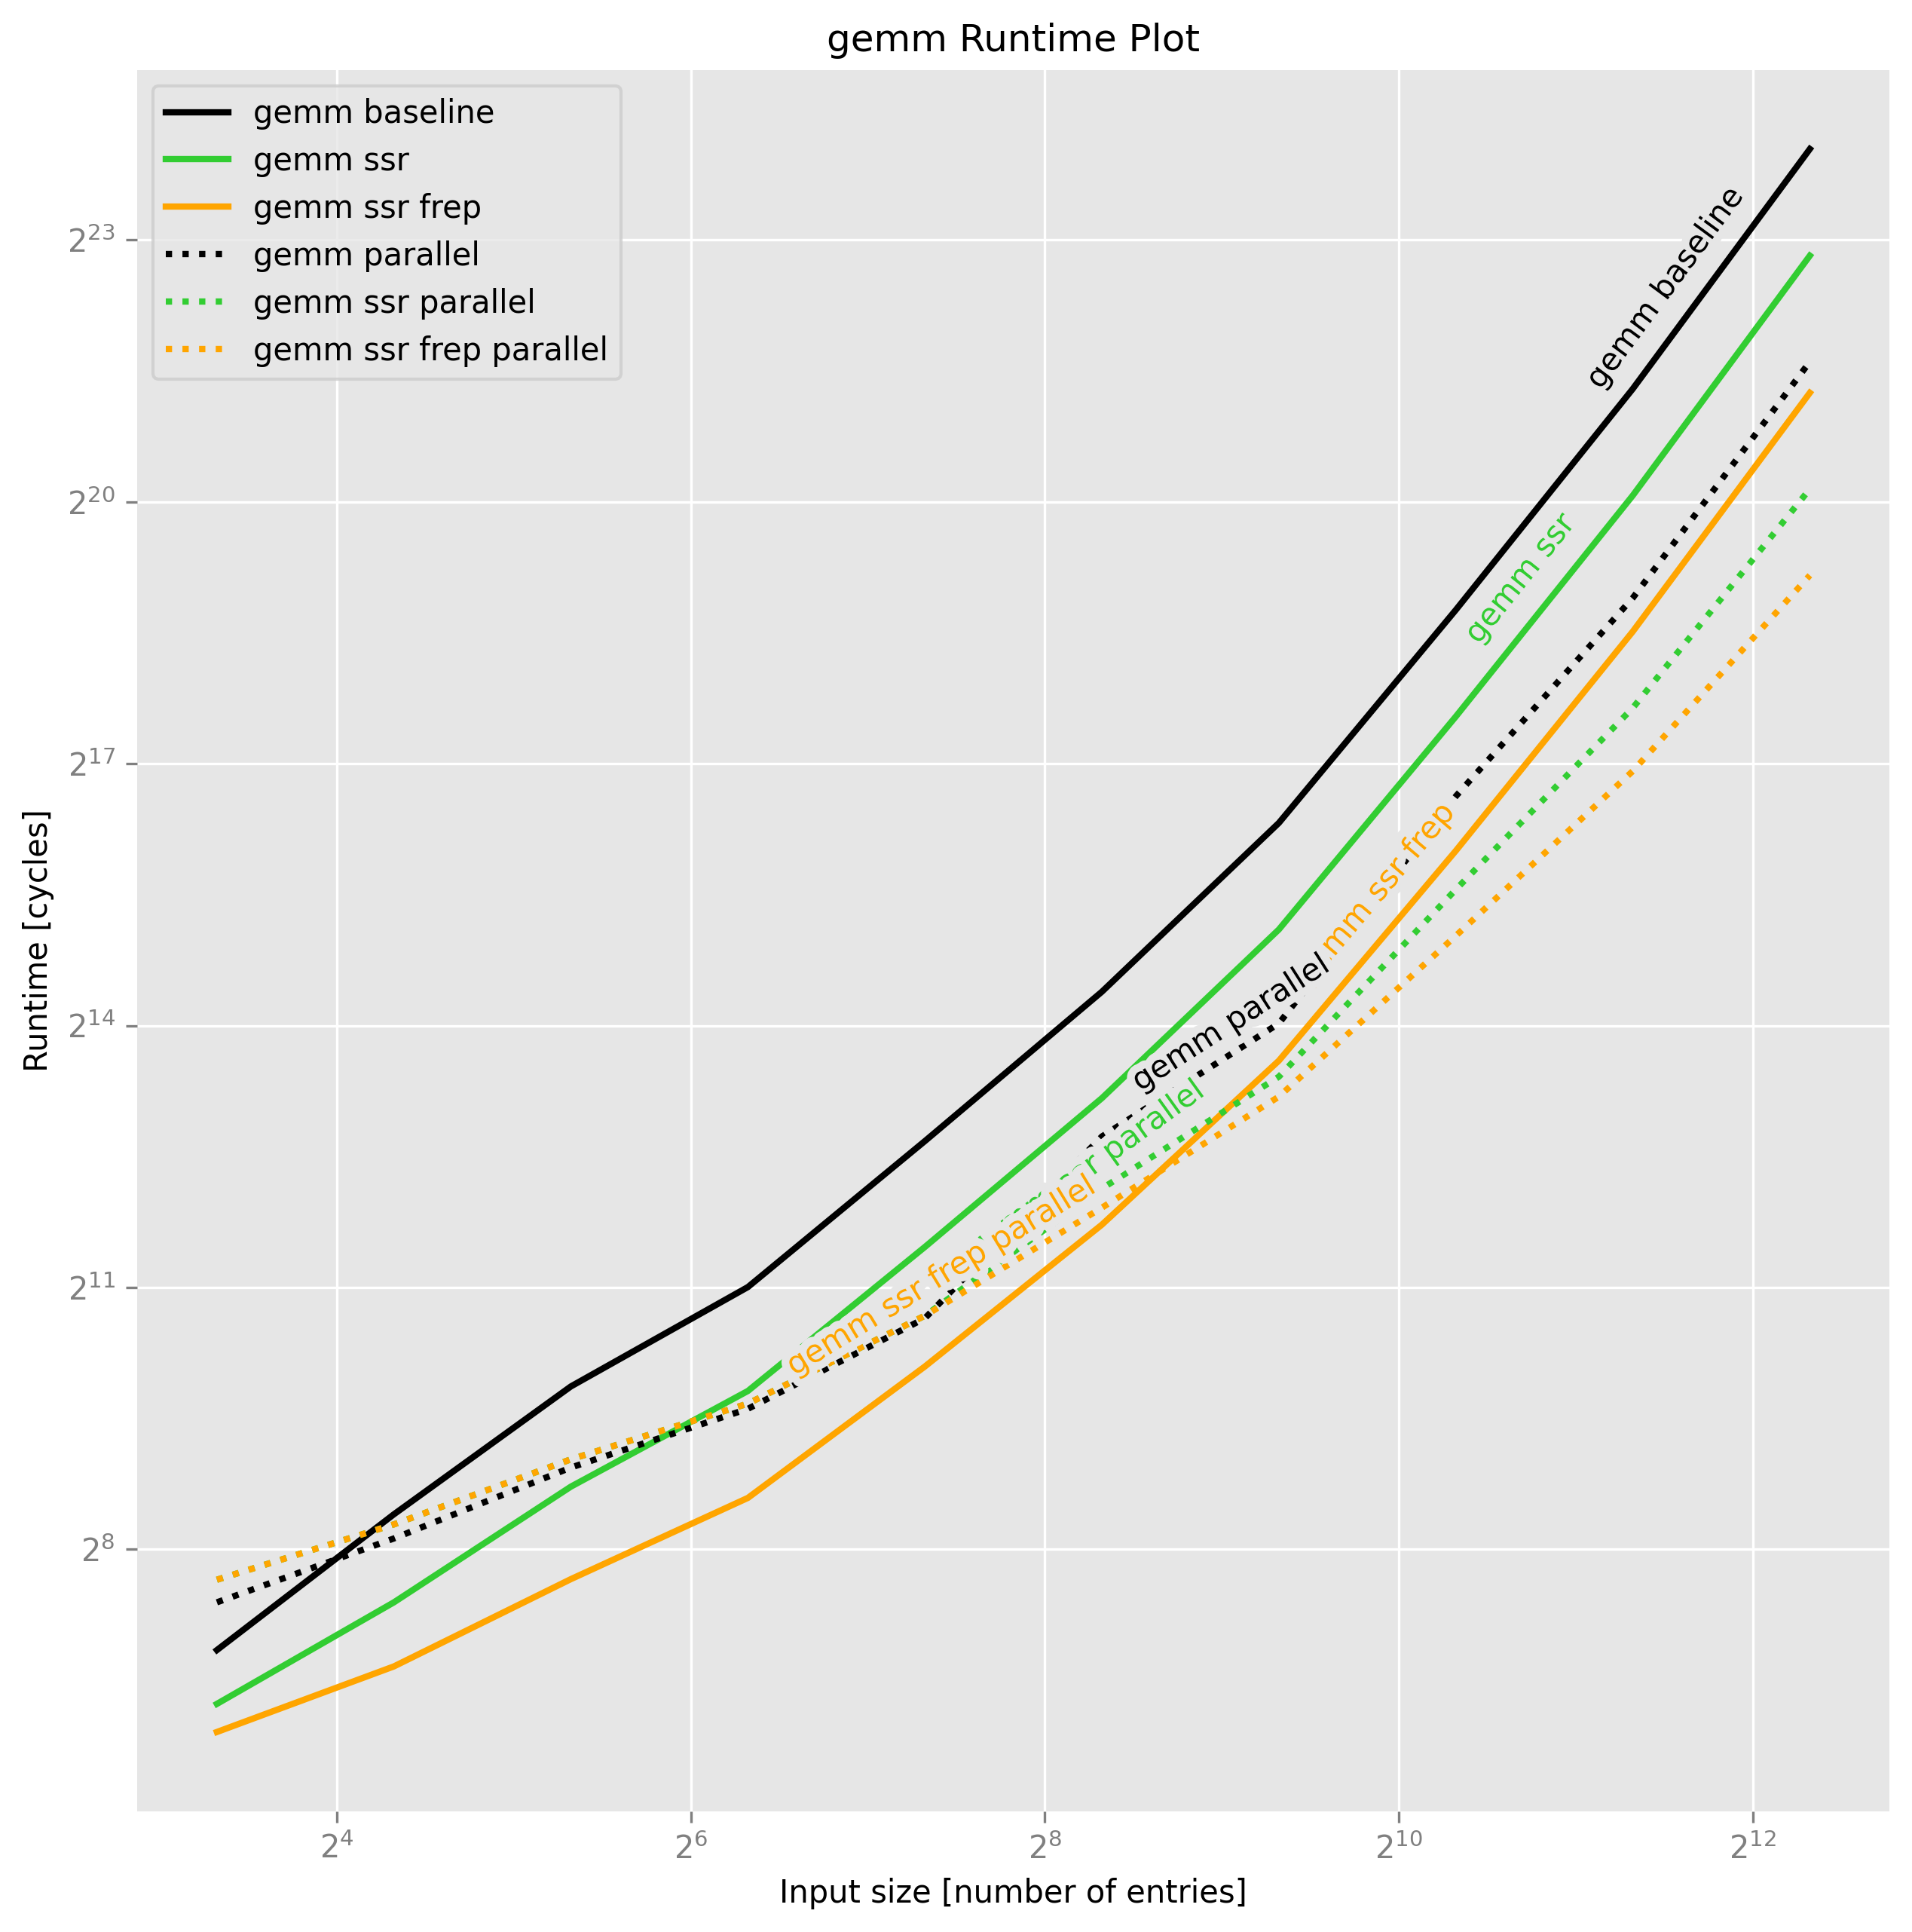 gemm Runtime Plot
gemm baseline
gemm ssr
gemm ssr frep
gemm parallel
gemm ssr parallel
gemm ssr frep parallel
2^23
2^20
2^17
2^14
2^11
2^8
Runtime [cycles]
gemm baseline
gemm ssr
mm ssr frep
gemm parallel
r parallel
gemm ssr frep parallel
2^4
2^6
2^8
2^10
2^12
Input size [number of entries]